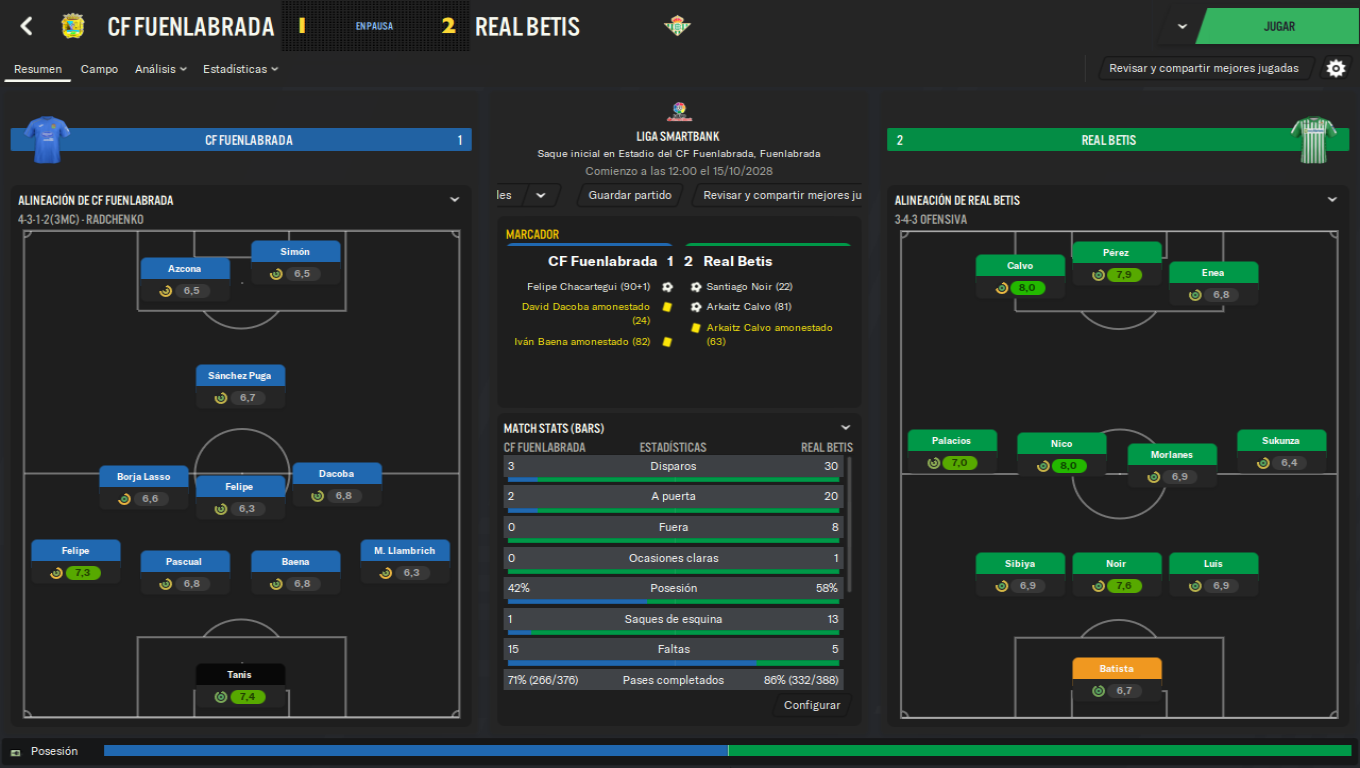 CF FUENLABRADA
1
EN PAUSA
2
REAL BETIS
JUGAR
Resumen
Campo
Análisis
Estadísticas
Revisar y compartir mejores jugadas
CF FUENLABRADA 1
LIGA SMARTBANK
Saque inicial en Estadio del CF Fuenlabrada, Fuenlabrada
Comienzo a las 12:00 el 15/10/2028
les
Guardar partido
Revisar y compartir mejores ju
2 REAL BETIS
ALINEACIÓN DE CF FUENLABRADA
4-3-1-2(3MC) - RADCHENKO
Simón
6,5
Azcona
6,5
Sánchez Puga
6,7
Borja Lasso
6,6
Felipe
6,3
Dacoba
6,8
Felipe
7,3
Pascual
6,8
Baena
6,8
M. Llambrich
6,3
Tanis
7,4
MARCADOR
CF Fuenlabrada 1 2 Real Betis
Felipe Chacartegui (90+1)
David Dacoba amonestado
(24)
Iván Baena amonestado (82)
Santiago Noir (22)
Arkaitz Calvo (81)
Arkaitz Calvo amonestado
(63)
MATCH STATS (BARS)
CF FUENLABRADA ESTADÍSTICAS REAL BETIS
3 Disparos 30
2 A puerta 20
0 Fuera 8
0 Ocasiones claras 1
42% Posesión 58%
1 Saques de esquina 13
15 Faltas 5
71% (266/376) Pases completados 86% (332/388)
Configurar
ALINEACIÓN DE REAL BETIS
3-4-3 OFENSIVA
Calvo
8,0
Pérez
7,9
Enea
6,8
Palacios
7,0
Nico
8,0
Morlanes
6,9
Sukunza
6,4
Sibiya
6,9
Noir
7,6
Luís
6,9
Batista
6,7
Posesión